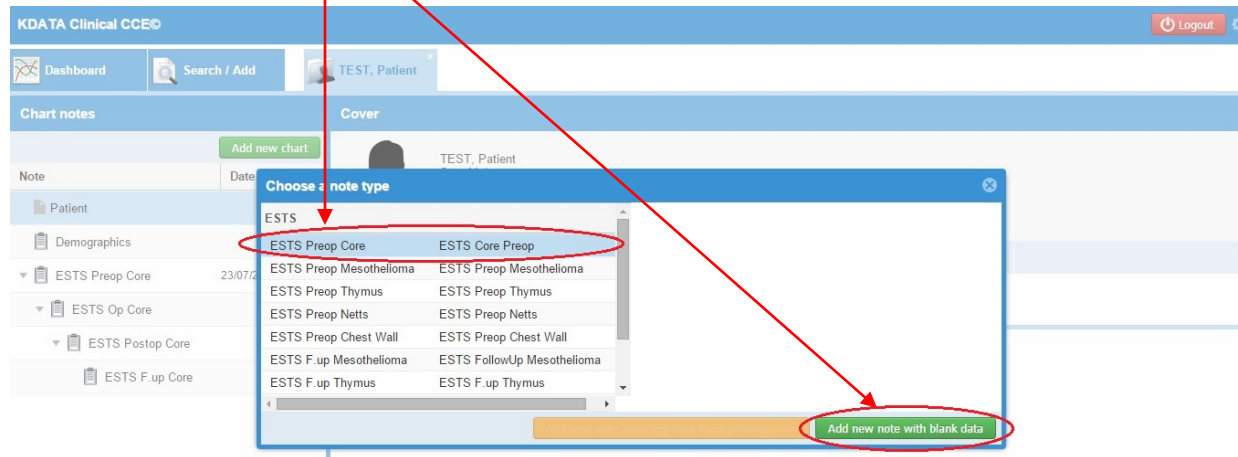 KDATA Clinical CCE©
Logout
Dashboard
Search / Add
TEST, Patient
Chart notes
Cover
Add new chart
TEST, Patient
Note
Date
Patient
Demographics
ESTS Preop Core 23/07/2
ESTS Op Core
ESTS Postop Core
ESTS F.up Core
Choose a note type
ESTS
ESTS Preop Core ESTS Core Preop
ESTS Preop Mesothelioma ESTS Preop Mesothelioma
ESTS Preop Thymus ESTS Preop Thymus
ESTS Preop Netts ESTS Preop Netts
ESTS Preop Chest Wall ESTS Preop Chest Wall
ESTS F.up Mesothelioma ESTS FollowUp Mesothelioma
ESTS F.up Thymus ESTS F.up Thymus
Add new note with blank data